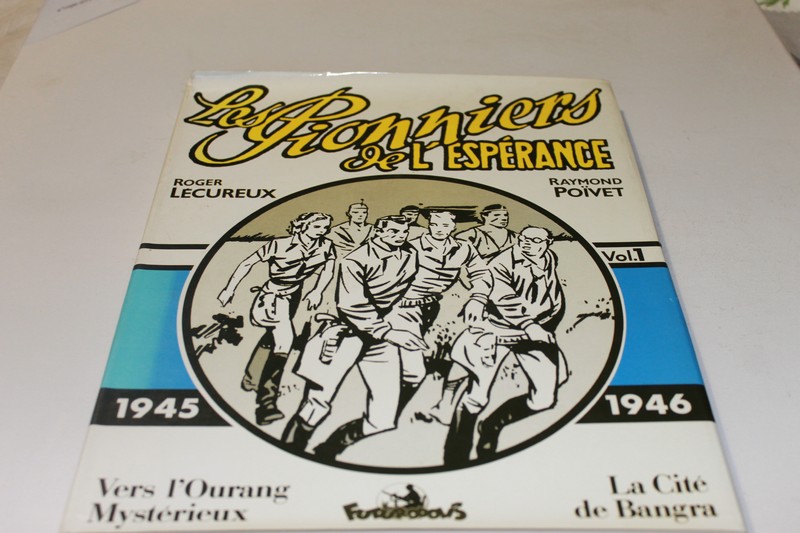 Les Pionniers
de L'ESPÉRANCE
ROGER
LECUREUX
RAYMOND
POÏVET
Vol.1
1945
1946
Vers l'Ourang
Mystérieux
La Cité
de Bangra
FUTUROPOLIS